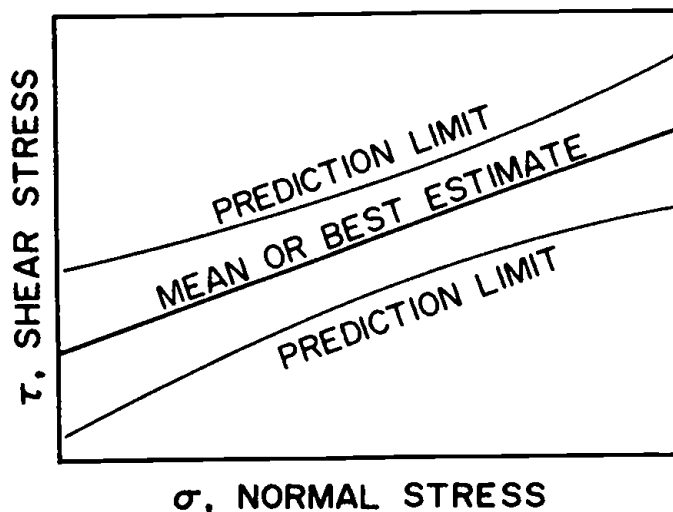 τ, SHEAR STRESS
PREDICTION LIMIT
MEAN OR BEST ESTIMATE
PREDICTION LIMIT
σ, NORMAL STRESS